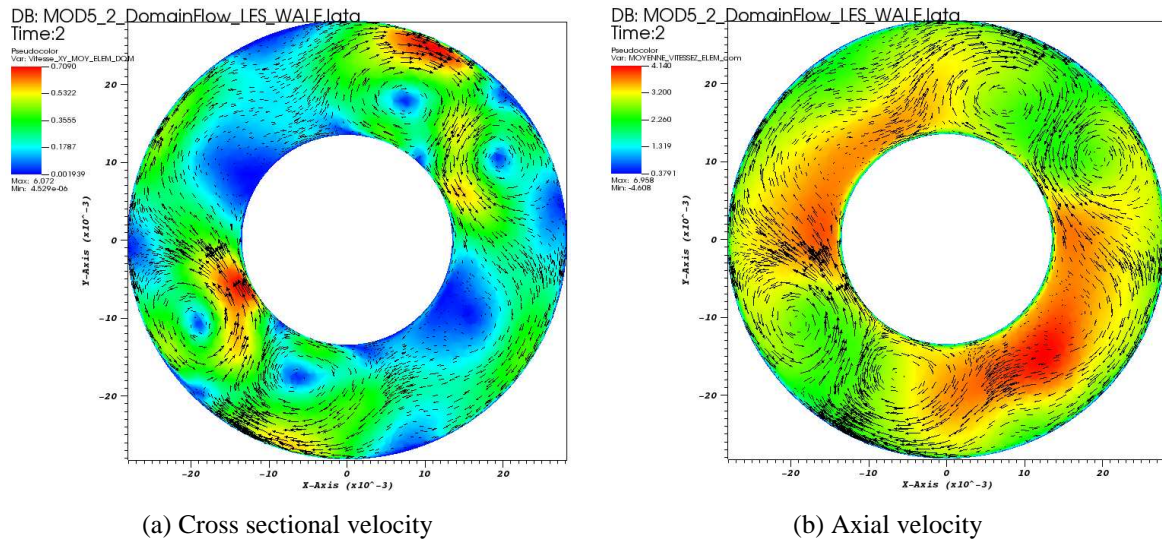 DB: MOD5_2_DomainFlow_LES_WALE.lata
Time:2
Pseudocolor
Var: Vitesse_XY_MOY_ELEM_DOM
0.7090
0.5322
0.3555
0.1787
0.001939
Max: 6.072
Min: 4.529e-06
20
10
0
-10
-20
Y-Axis (x10^-3)
-20
-10
0
10
20
X-Axis (x10^-3)
(a) Cross sectional velocity
DB: MOD5_2_DomainFlow_LES_WALE.lata
Time:2
Pseudocolor
Var: MOYENNE_VITESSEZ_ELEM_dom
4.140
3.200
2.260
1.319
0.3791
Max: 6.958
Min: -4.608
20
10
0
-10
-20
Y-Axis (x10^-3)
-20
-10
0
10
20
X-Axis (x10^-3)
(b) Axial velocity